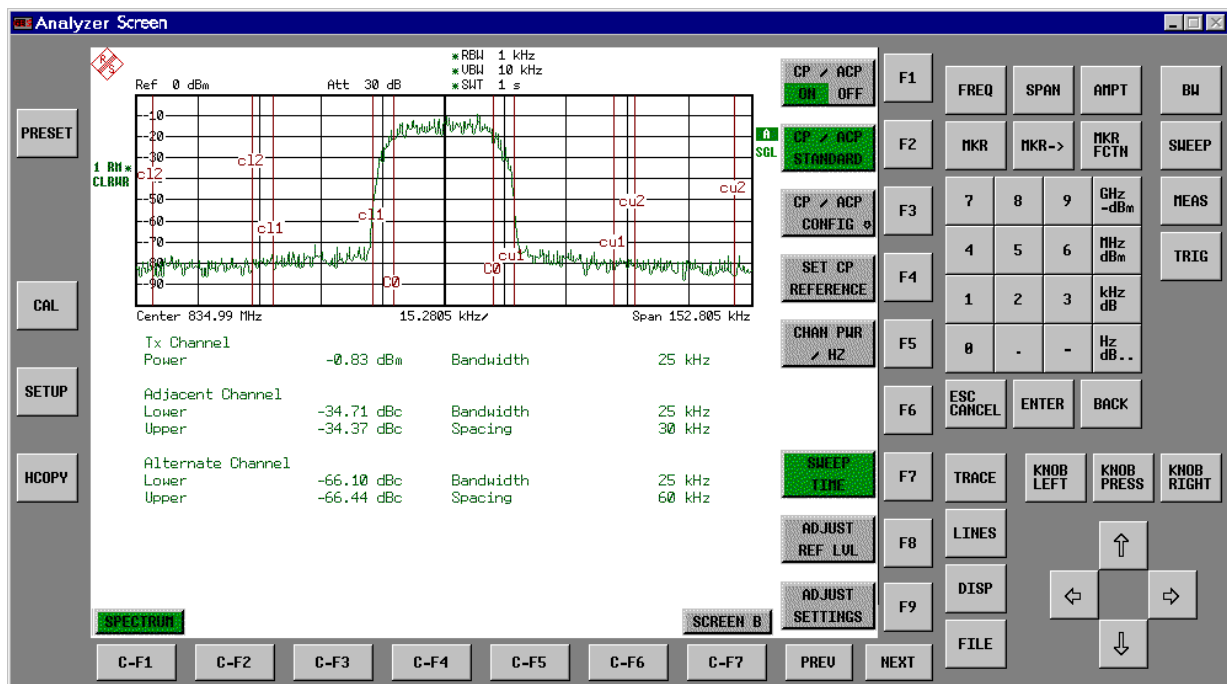 Analyzer Screen
R S
* RBW 1 kHz
* VBW 10 kHz
Ref 0 dBm Att 30 dB * SWT 1 s
-10
-20
-30
-50
-60
-70
-80
-90
1 RM *
CLRWR
A
SGL
cl2
cl2
cl1
cl1
C0
C0
cu1
cu1
cu2
cu2
Center 834.99 MHz 15.2805 kHz/ Span 152.805 kHz
Tx Channel
Power -0.83 dBm Bandwidth 25 kHz
Adjacent Channel
Lower -34.71 dBc Bandwidth 25 kHz
Upper -34.37 dBc Spacing 30 kHz
Alternate Channel
Lower -66.10 dBc Bandwidth 25 kHz
Upper -66.44 dBc Spacing 60 kHz
SPECTRUM
SCREEN B
PRESET
CAL
SETUP
HCOPY
CP / ACP
ON OFF
CP / ACP
STANDARD
CP / ACP
CONFIG
SET CP
REFERENCE
CHAN PWR
/ HZ
SWEEP
TIME
ADJUST
REF LVL
ADJUST
SETTINGS
F1
F2
F3
F4
F5
F6
F7
F8
F9
FREQ SPAN AMPT BW
MKR MKR-> MKR FCTN SWEEP
7 8 9 GHz -dBm MEAS
4 5 6 MHz dBm TRIG
1 2 3 kHz dB
0 . - Hz dB..
ESC CANCEL ENTER BACK
TRACE KNOB LEFT KNOB PRESS KNOB RIGHT
LINES
DISP
FILE
C-F1 C-F2 C-F3 C-F4 C-F5 C-F6 C-F7 PREV NEXT